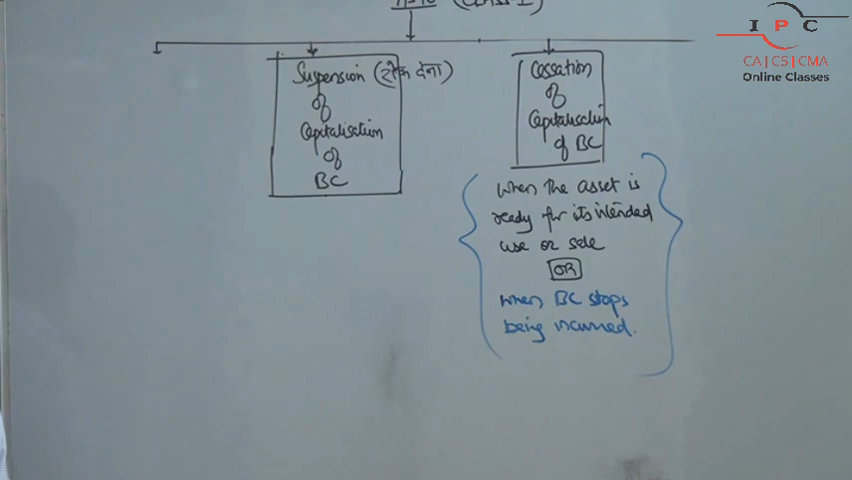 (CLASS-I)
I P C
CA|CS|CMA
Online Classes
Suspension (रोक देना)
of
Capitalisation
of
BC
Cessation
of
Capitalisation
of BC
when the asset is
ready for its intended
use or sale
OR
when BC stops
being incurred.